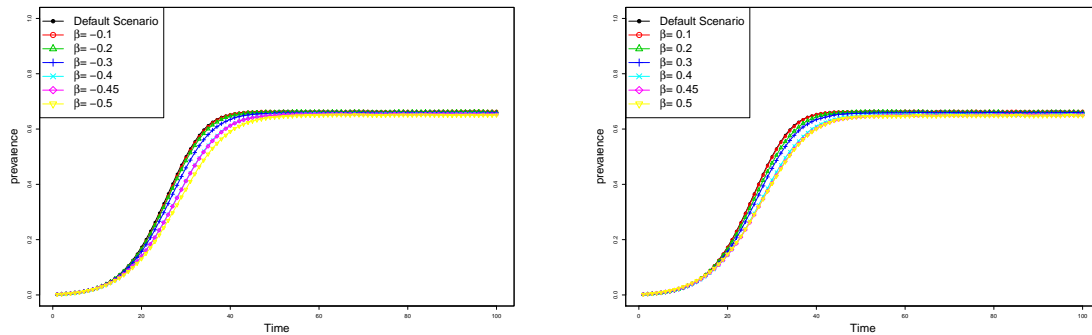 Default Scenario
β= −0.1
β= −0.2
β= −0.3
β= −0.4
β= −0.45
β= −0.5
prevalence
0.0
0.2
0.4
0.6
0.8
1.0
0
20
40
60
80
100
Time
Default Scenario
β= 0.1
β= 0.2
β= 0.3
β= 0.4
β= 0.45
β= 0.5
prevalence
0.0
0.2
0.4
0.6
0.8
1.0
0
20
40
60
80
100
Time